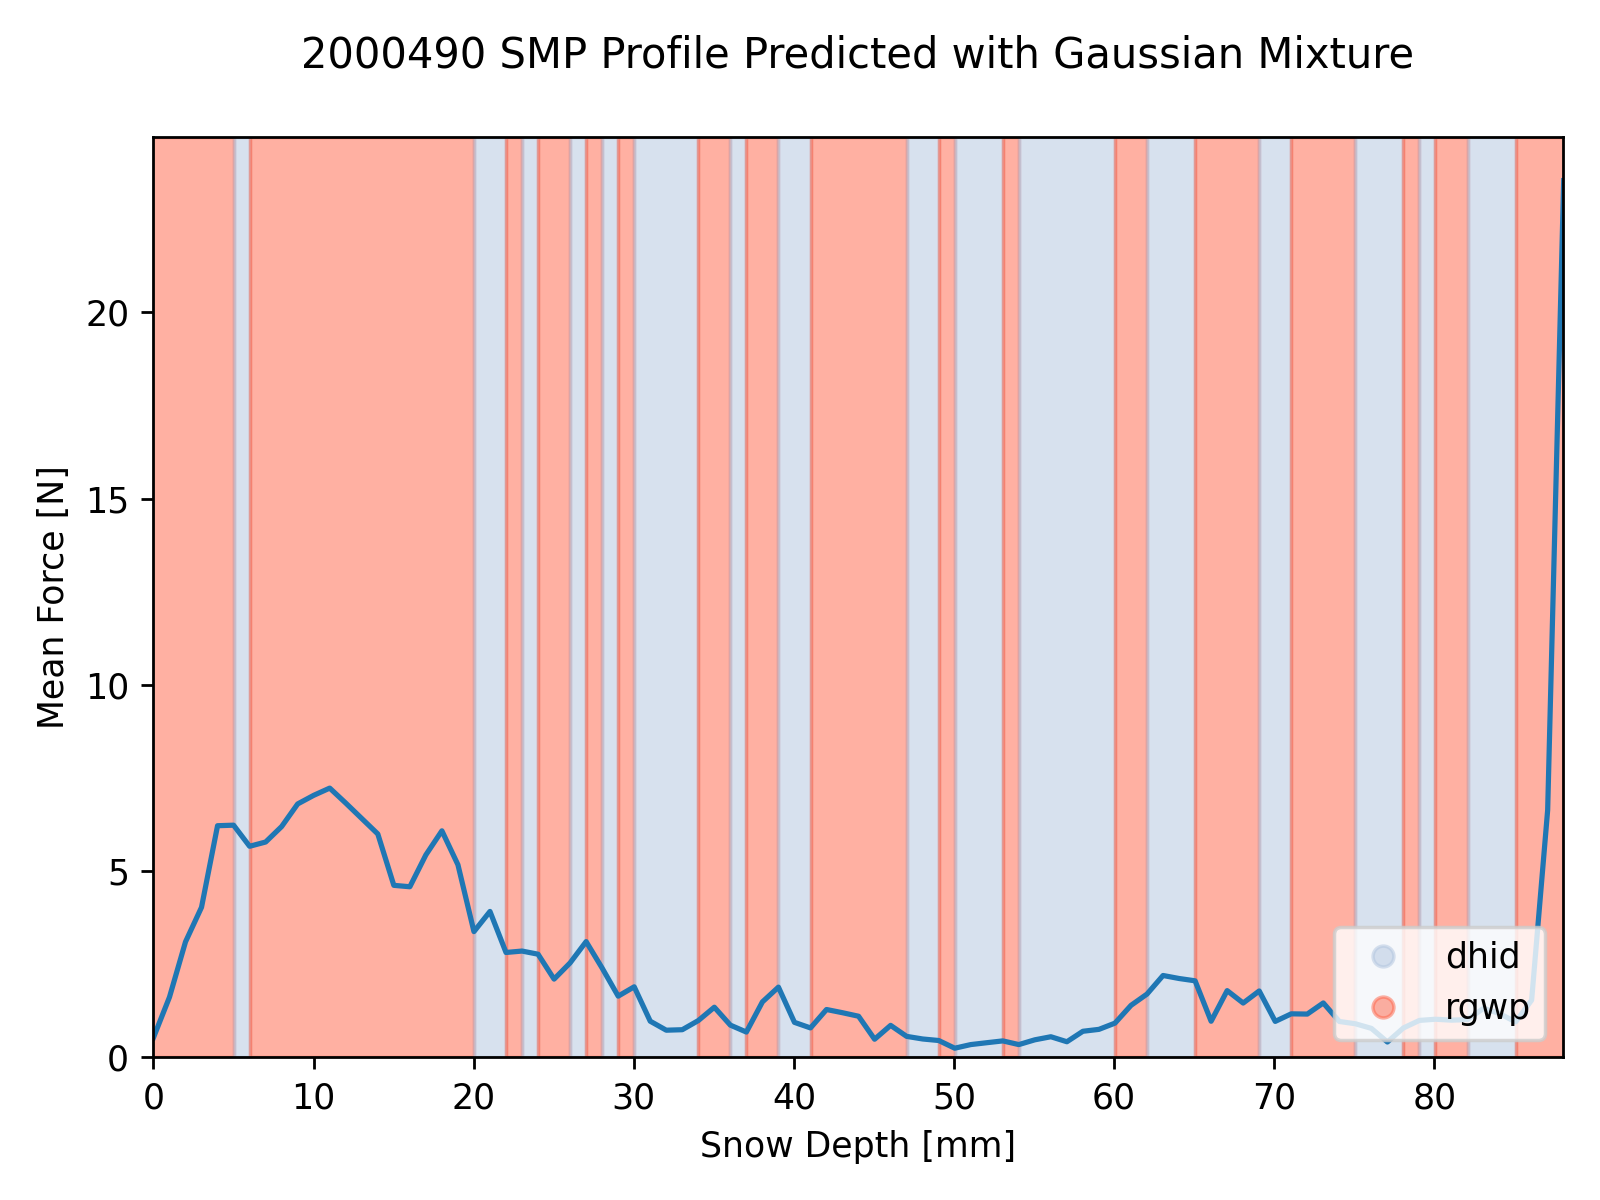 2000490 SMP Profile Predicted with Gaussian Mixture
Mean Force [N]
20
15
10
5
0
0 10 20 30 40 50 60 70 80
Snow Depth [mm]
dhid
rgwp